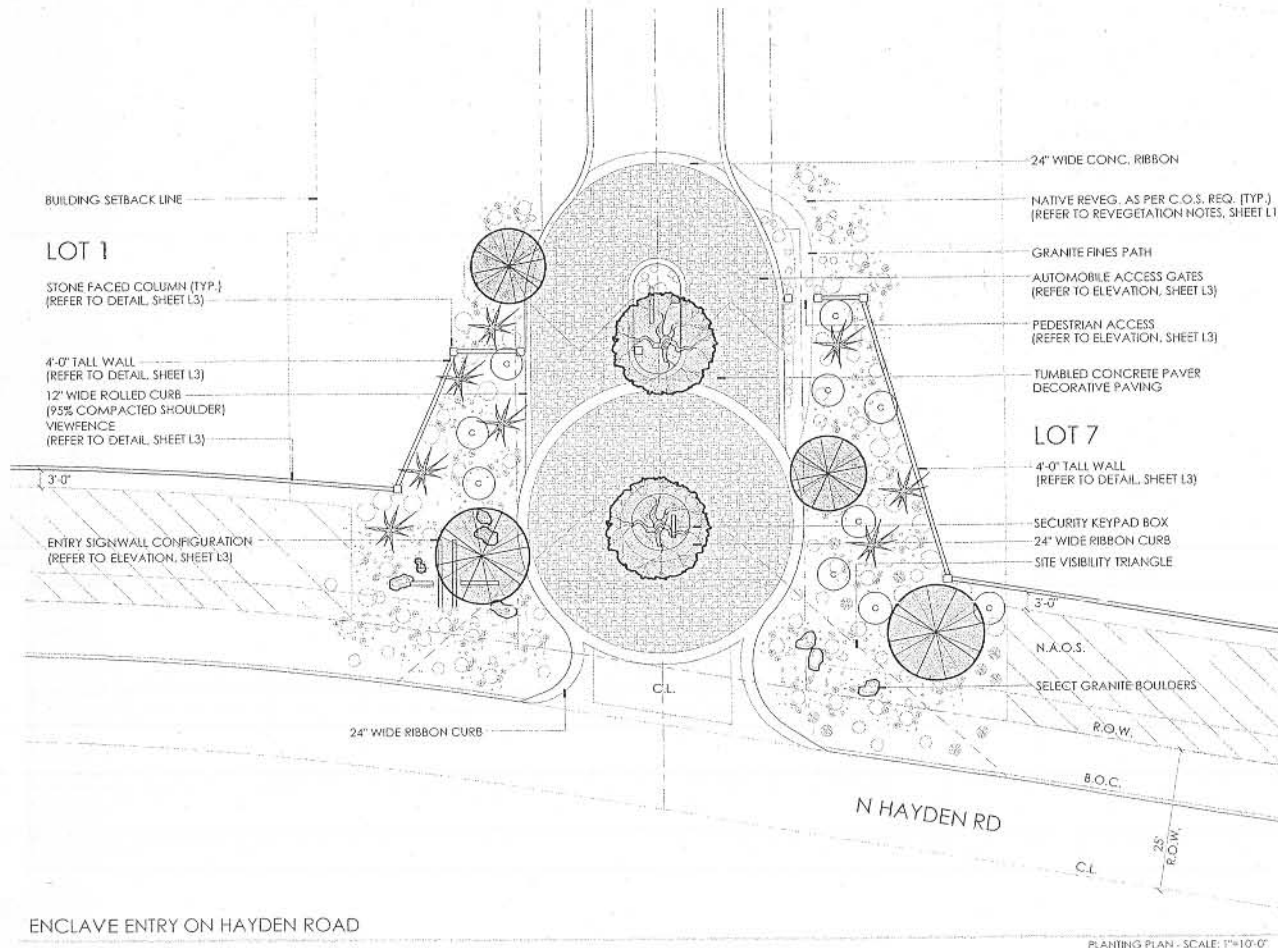 BUILDING SETBACK LINE
LOT 1
STONE FACED COLUMN (TYP.)
(REFER TO DETAIL, SHEET L3)
4'-0" TALL WALL
(REFER TO DETAIL, SHEET L3)
12" WIDE ROLLED CURB
(95% COMPACTED SHOULDER)
VIEWFENCE
(REFER TO DETAIL, SHEET L3)
3'-0"
ENTRY SIGNWALL CONFIGURATION
(REFER TO ELEVATION, SHEET L3)
24" WIDE RIBBON CURB
24" WIDE CONC. RIBBON
NATIVE REVEG. AS PER C.O.S. REQ. (TYP.)
(REFER TO REVEGETATION NOTES, SHEET L1
GRANITE FINES PATH
AUTOMOBILE ACCESS GATES
(REFER TO ELEVATION, SHEET L3)
PEDESTRIAN ACCESS
(REFER TO ELEVATION, SHEET L3)
TUMBLED CONCRETE PAVER
DECORATIVE PAVING
LOT 7
4'-0" TALL WALL
(REFER TO DETAIL, SHEET L3)
SECURITY KEYPAD BOX
24" WIDE RIBBON CURB
SITE VISIBILITY TRIANGLE
3'-0"
N.A.O.S.
SELECT GRANITE BOULDERS
C.L.
R.O.W.
B.O.C.
N HAYDEN RD
25'
R.O.W.
C.L.
ENCLAVE ENTRY ON HAYDEN ROAD
PLANTING PLAN - SCALE: 1"=10'-0"